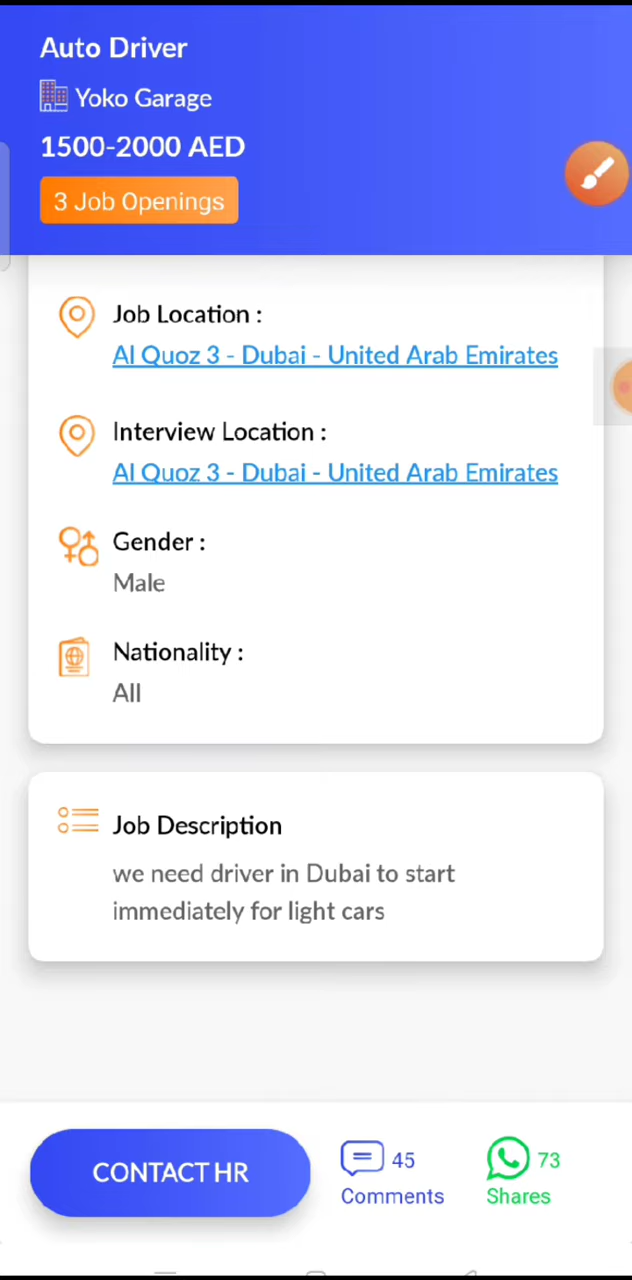 Auto Driver
Yoko Garage
1500-2000 AED
3 Job Openings
Job Location :
Al Quoz 3 - Dubai - United Arab Emirates
Interview Location :
Al Quoz 3 - Dubai - United Arab Emirates
Gender :
Male
Nationality :
All
Job Description
we need driver in Dubai to start
immediately for light cars
CONTACT HR
45
Comments
73
Shares